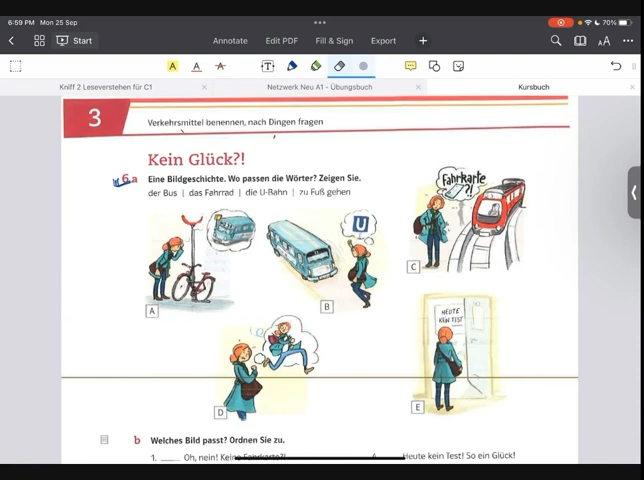 6:59 PM Mon 25 Sep
70%
Start
Annotate
Edit PDF
Fill & Sign
Export
Kniff 2 Leseverstehen für C1
Netzwerk Neu A1 - Übungsbuch
Kursbuch
3
Verkehrsmittel benennen, nach Dingen fragen
Kein Glück?!
6 a Eine Bildgeschichte. Wo passen die Wörter? Zeigen Sie.
der Bus | das Fahrrad | die U-Bahn | zu Fuß gehen
Fahrkarte
?!
U
A
B
C
HEUTE
KEIN TEST
D
E
b Welches Bild passt? Ordnen Sie zu.
1. ____ Oh, nein! Keine Fahrkarte?!
Heute kein Test! So ein Glück!